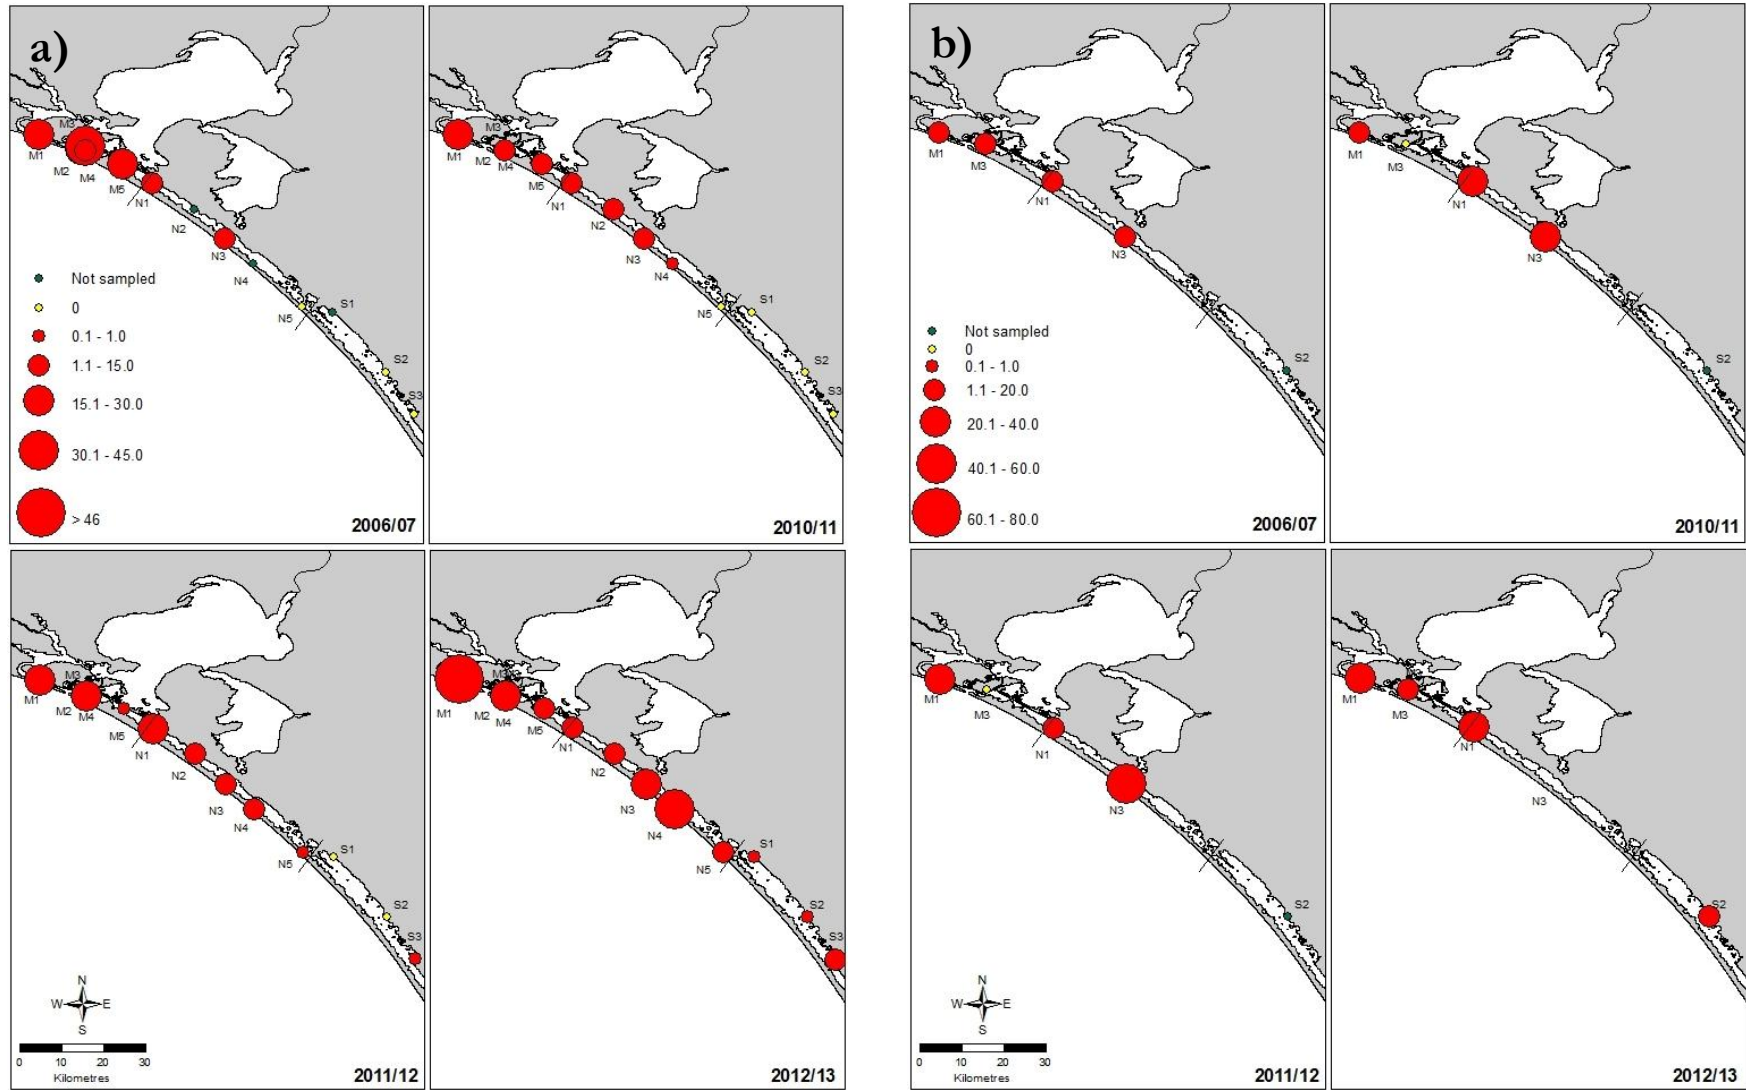 a)
M3
M1
M2 M4
M5
N1
N2
N3
N4
N5
S1
S2
S3
Not sampled
0
0.1 - 1.0
1.1 - 15.0
15.1 - 30.0
30.1 - 45.0
> 46
2006/07
M3
M1
M2 M4
M5
N1
N2
N3
N4
N5
S1
S2
S3
2010/11
M3
M1
M2 M4
M5
N1
N2
N3
N4
N5
S1
S2
S3
N
W E
S
0 10 20 30
Kilometres
2011/12
M3
M1
M2 M4
M5
N1
N2
N3
N4
N5
S1
S2
S3
2012/13
b)
M1
M3
N1
N3
S2
Not sampled
0
0.1 - 1.0
1.1 - 20.0
20.1 - 40.0
40.1 - 60.0
60.1 - 80.0
2006/07
M1
M3
N1
N3
S2
2010/11
M1
M3
N1
N3
S2
N
W E
S
0 10 20 30
Kilometres
2011/12
M1
M3
N1
N3
S2
2012/13